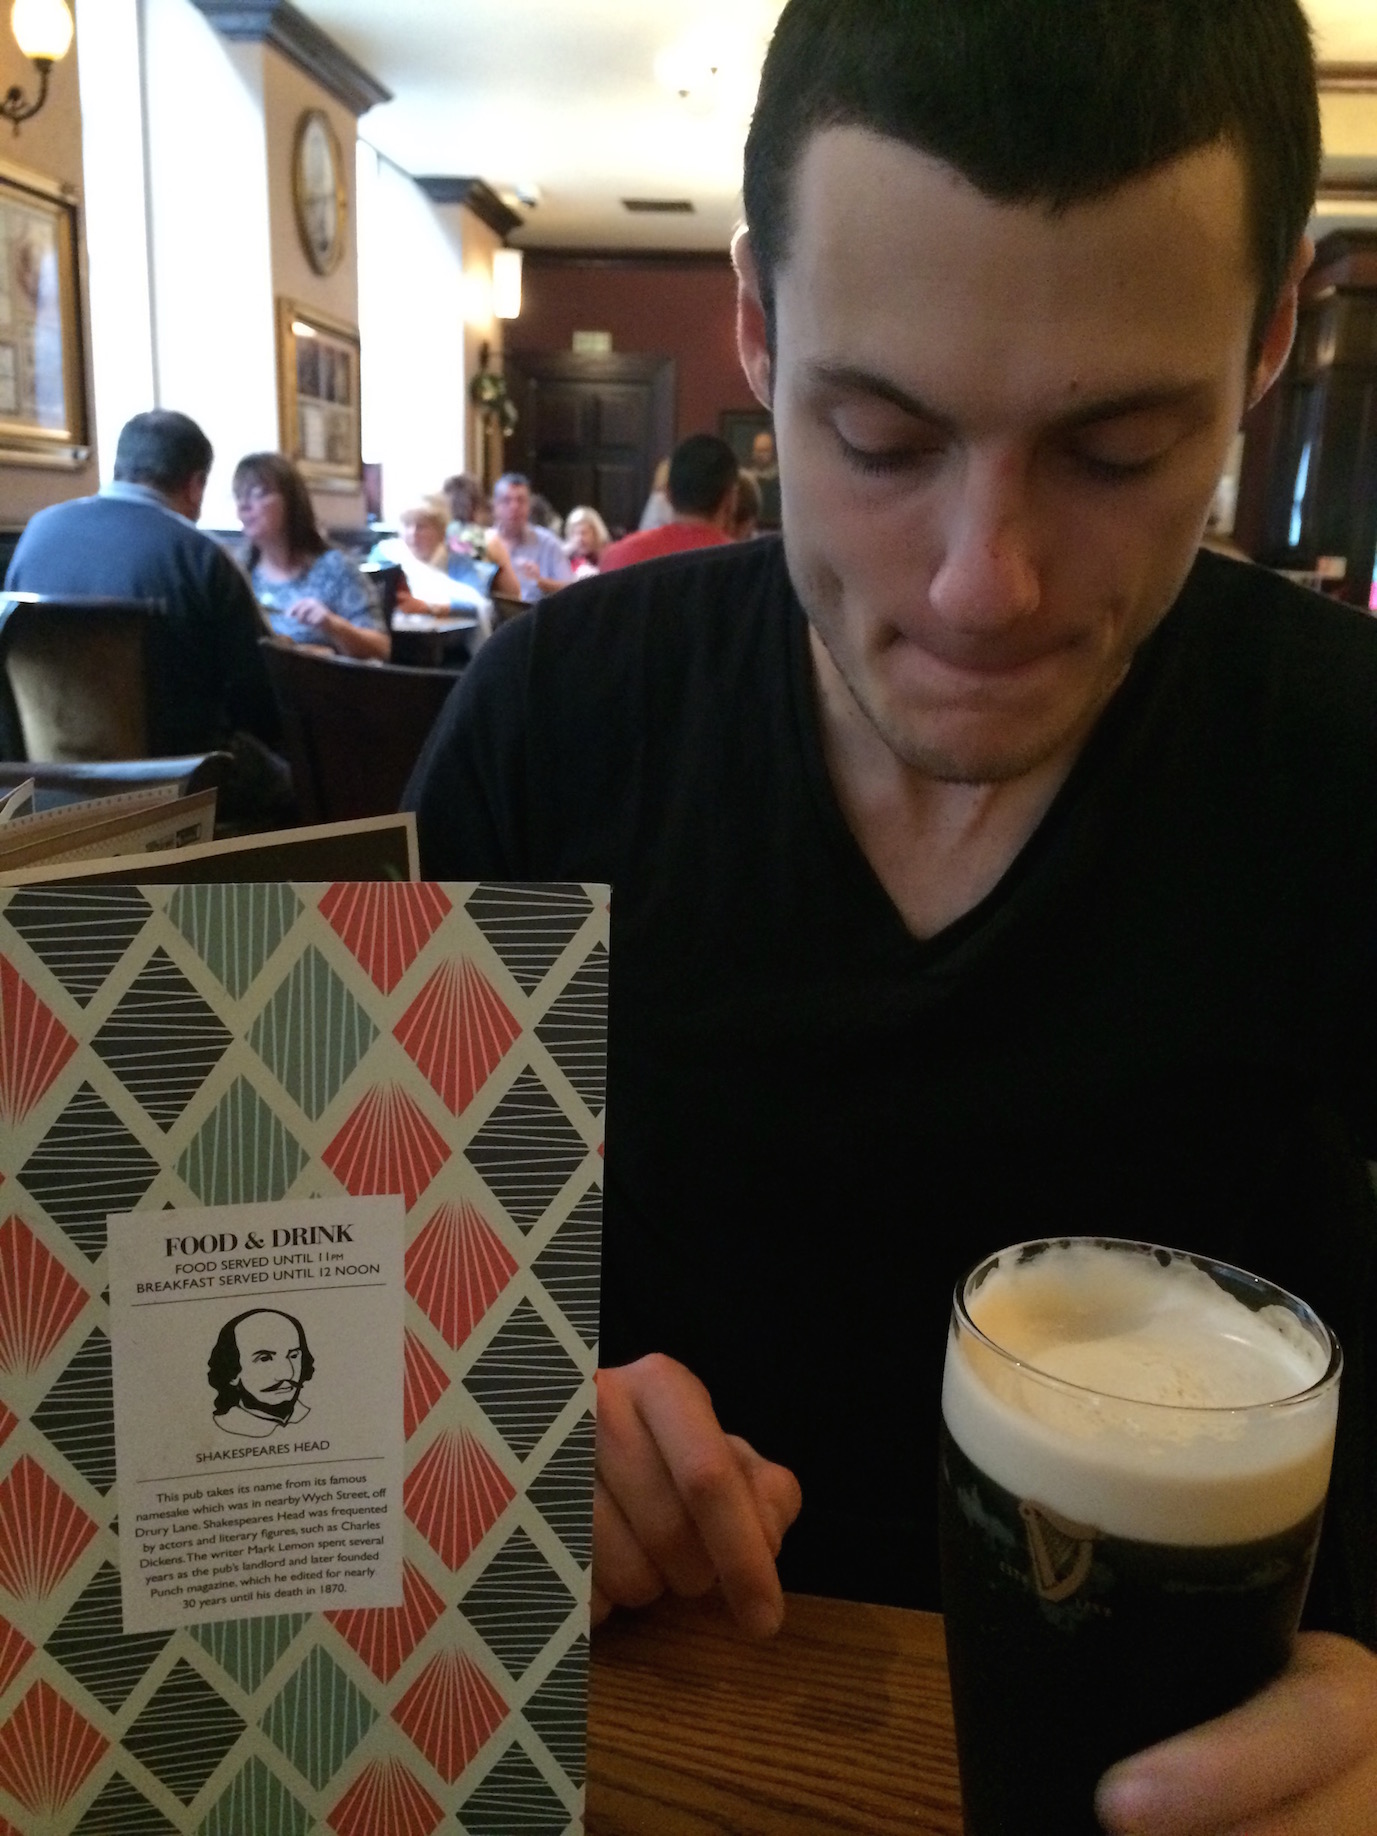 FOOD & DRINK
FOOD SERVED UNTIL 11PM
BREAKFAST SERVED UNTIL 12 NOON
SHAKESPEARES HEAD
This pub takes its name from its famous
namesake which was in nearby Wych Street, off
Drury Lane. Shakespeares Head was frequented
by actors and literary figures, such as Charles
Dickens. The writer Mark Lemon spent several
years as the pub's landlord and later founded
Punch magazine, which he edited for nearly
30 years until his death in 1870.